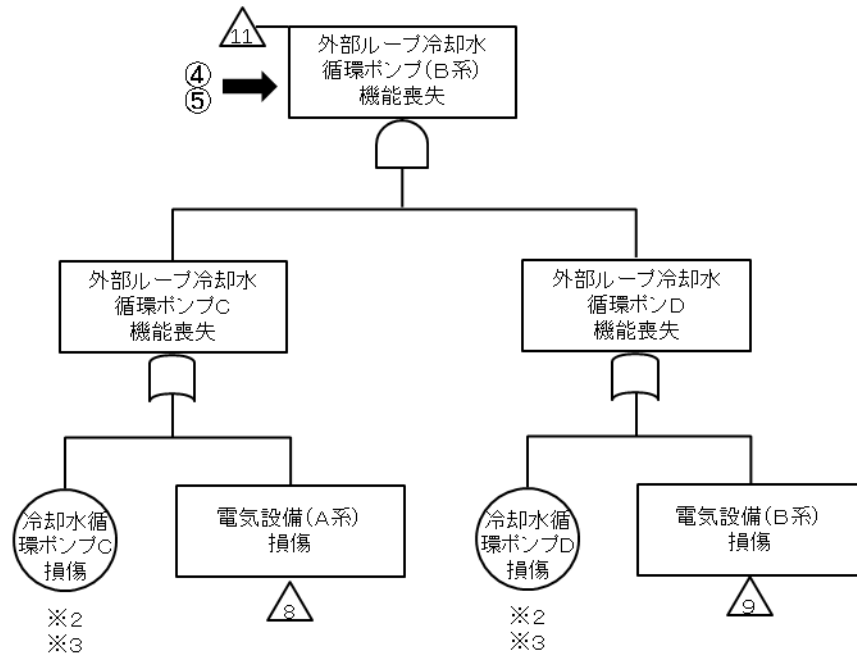 11
外部ループ冷却水
循環ポンプ(B系)
機能喪失
④
⑤
外部ループ冷却水
循環ポンプC
機能喪失
外部ループ冷却水
循環ポンD
機能喪失
冷却水循
環ポンプC
損傷
※2
※3
電気設備(A系)
損傷
8
冷却水循
環ポンプD
損傷
※2
※3
電気設備(B系)
損傷
9